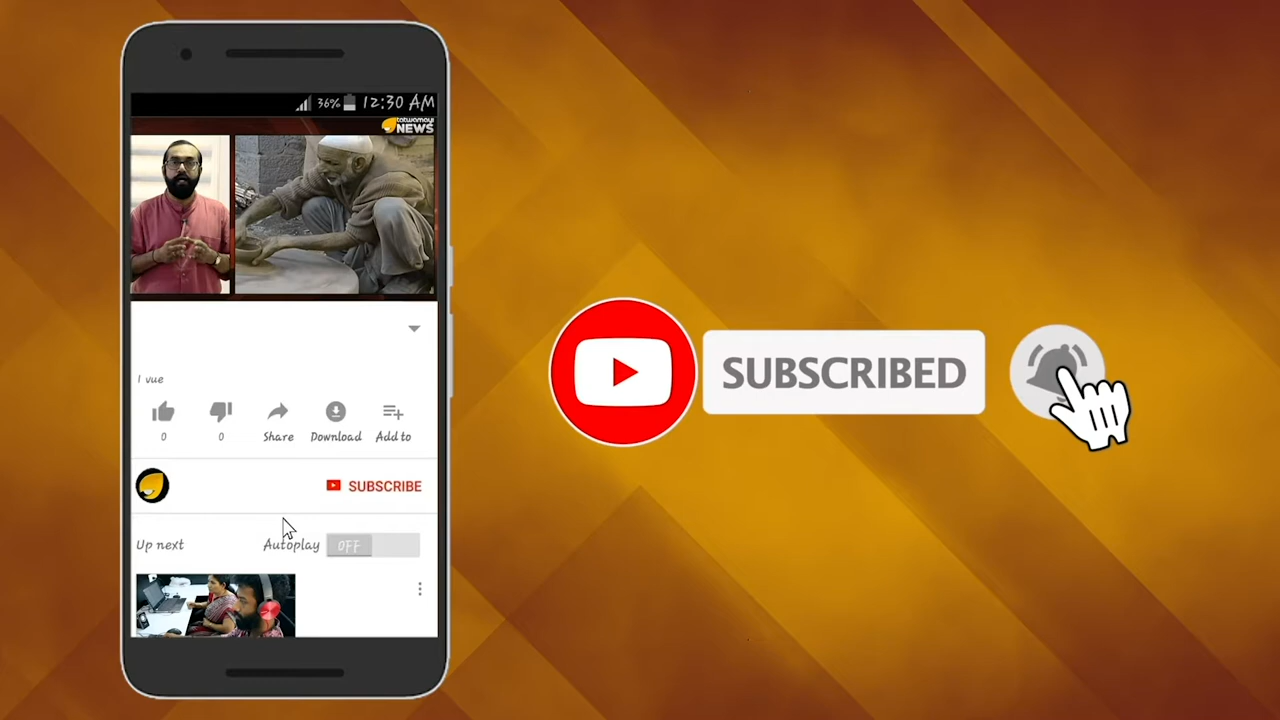 36% 12:30 AM
tatwamayi
NEWS
1 vue
0 0 Share Download Add to
SUBSCRIBE
Up next Autoplay OFF
SUBSCRIBED